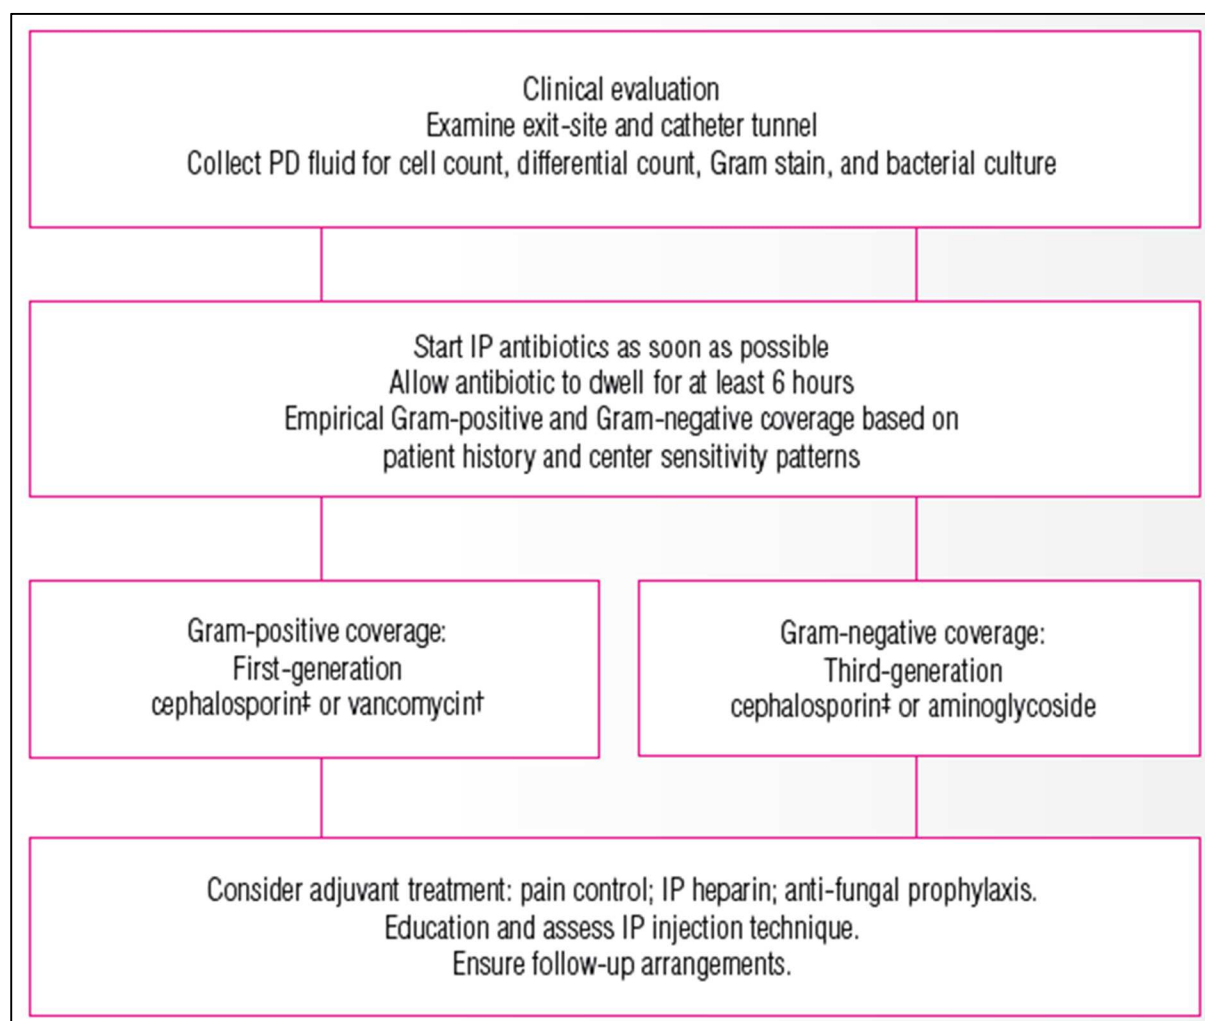 Clinical evaluation
Examine exit-site and catheter tunnel
Collect PD fluid for cell count, differential count, Gram stain, and bacterial culture
Start IP antibiotics as soon as possible
Allow antibiotic to dwell for at least 6 hours
Empirical Gram-positive and Gram-negative coverage based on
patient history and center sensitivity patterns
Gram-positive coverage:
First-generation
cephalosporin‡ or vancomycin†
Gram-negative coverage:
Third-generation
cephalosporin‡ or aminoglycoside
Consider adjuvant treatment: pain control; IP heparin; anti-fungal prophylaxis.
Education and assess IP injection technique.
Ensure follow-up arrangements.